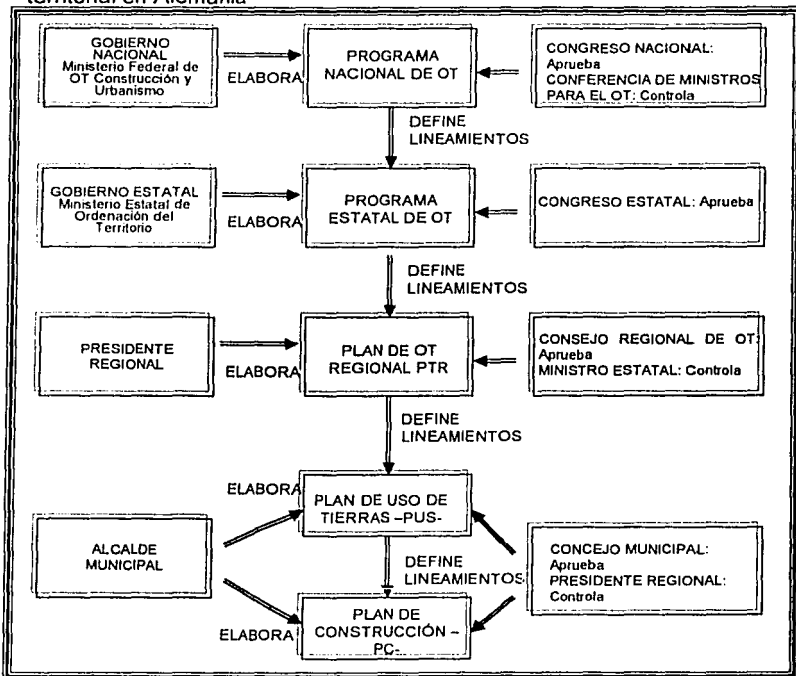 territorial en Alemania
GOBIERNO
NACIONAL
Ministerio Federal de
OT Construcción y
Urbanismo
ELABORA
PROGRAMA
NACIONAL DE OT
CONGRESO NACIONAL:
Aprueba
CONFERENCIA DE MINISTROS
PARA EL OT: Controla
DEFINE
LINEAMIENTOS
GOBIERNO ESTATAL
Ministerio Estatal de
Ordenación del
Territorio
ELABORA
PROGRAMA
ESTATAL DE OT
CONGRESO ESTATAL: Aprueba
DEFINE
LINEAMIENTOS
PRESIDENTE
REGIONAL
ELABORA
PLAN DE OT
REGIONAL PTR
CONSEJO REGIONAL DE OT:
Aprueba
MINISTRO ESTATAL: Controla
DEFINE
LINEAMIENTOS
ELABORA
PLAN DE USO DE
TIERRAS –PUS-
ALCALDE
MUNICIPAL
DEFINE
LINEAMIENTOS
CONCEJO MUNICIPAL:
Aprueba
PRESIDENTE REGIONAL:
Controla
ELABORA
PLAN DE
CONSTRUCCIÓN –
PC-